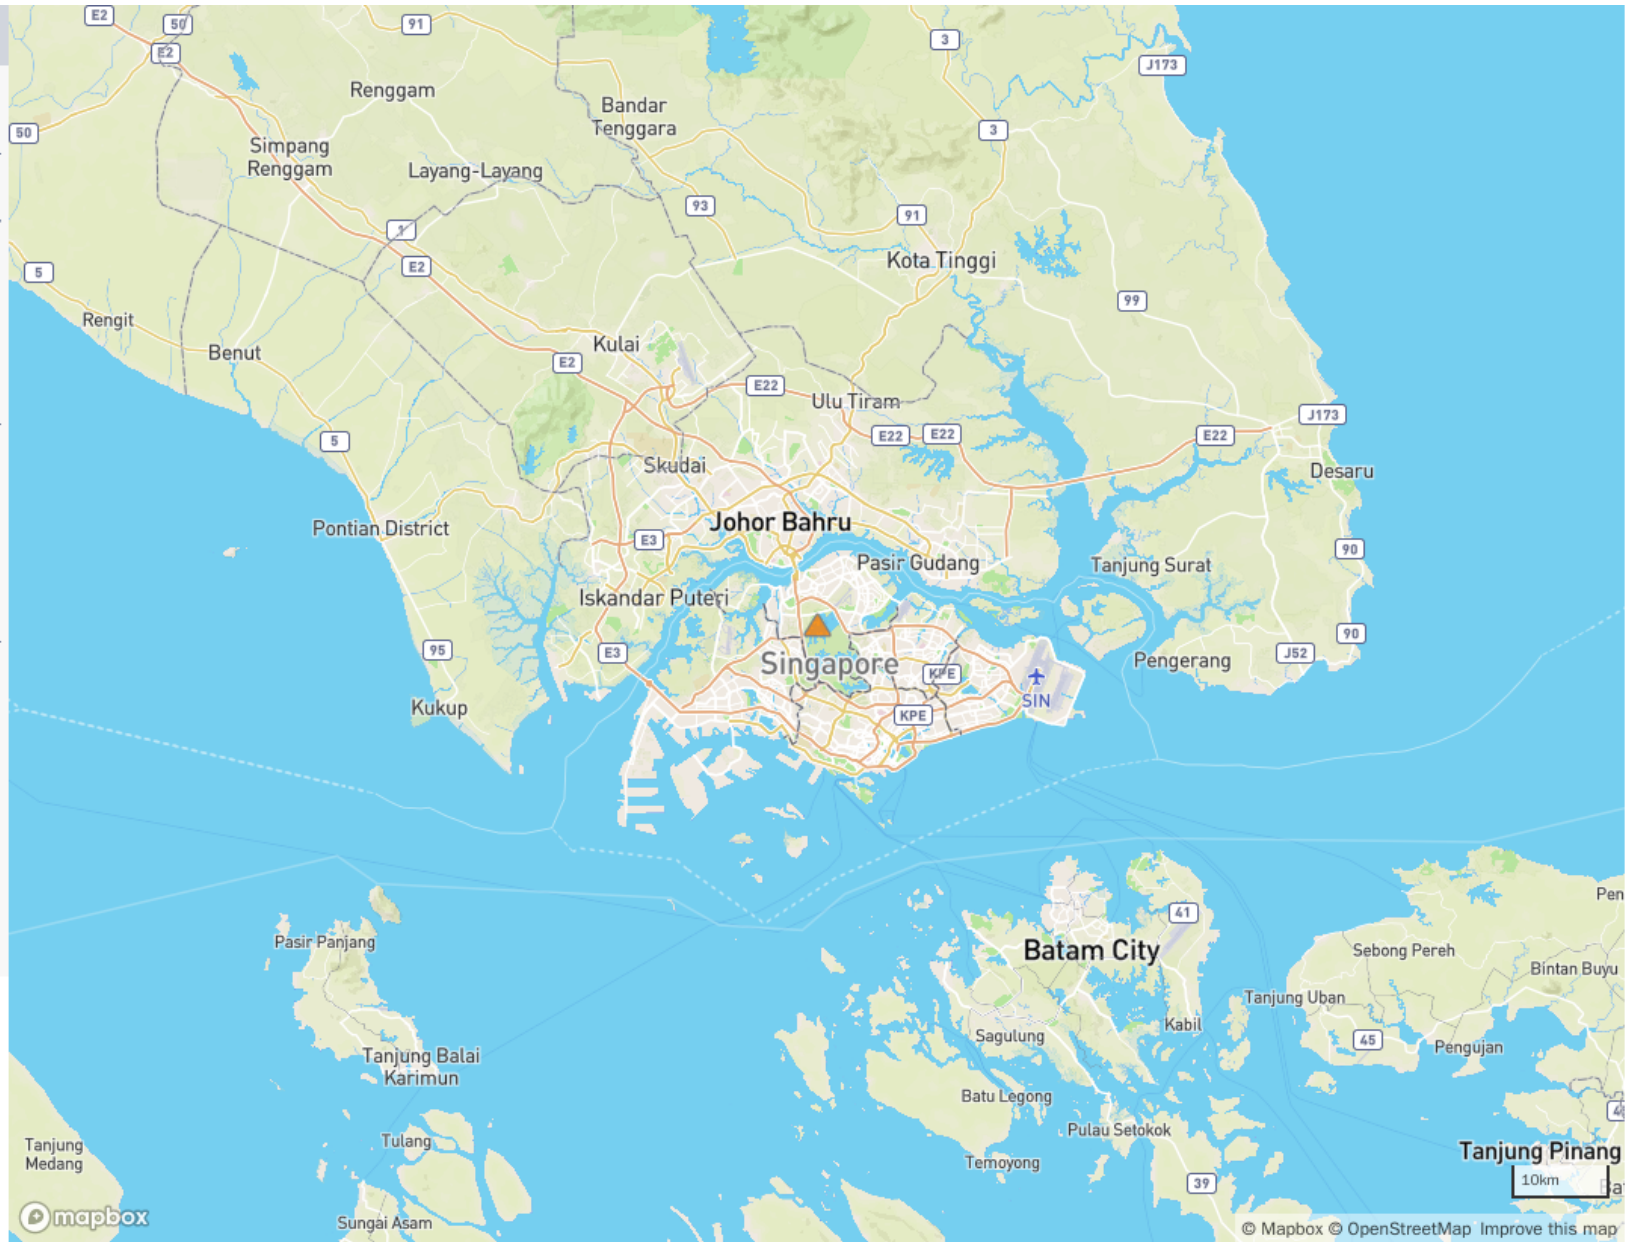 E2
50
91
3
E2
J173
Renggam
Bandar
Tenggara
50
3
Simpang
Renggam
Layang-Layang
93
91
1
Kota Tinggi
E2
5
99
Rengit
Kulai
Benut
E2
E22
Ulu Tiram
J173
E22
E22
E22
5
Skudai
Desaru
Johor Bahru
Pontian District
E3
90
Pasir Gudang
Tanjung Surat
Iskandar Puteri
90
95
E3
J52
Singapore
Pengerang
KPE
SIN
Kukup
KPE
Pen
41
Pasir Panjang
Batam City
Sebong Pereh
Bintan Buyu
Tanjung Uban
Kabil
Sagulung
45
Pengujan
Tanjung Balai
Karimun
Batu Legong
Pulau Setokok
Tulang
Tanjung
Medang
Tanjung Pinang
Temoyong
10km
39
Ba
mapbox
Sungai Asam
© Mapbox © OpenStreetMap Improve this map